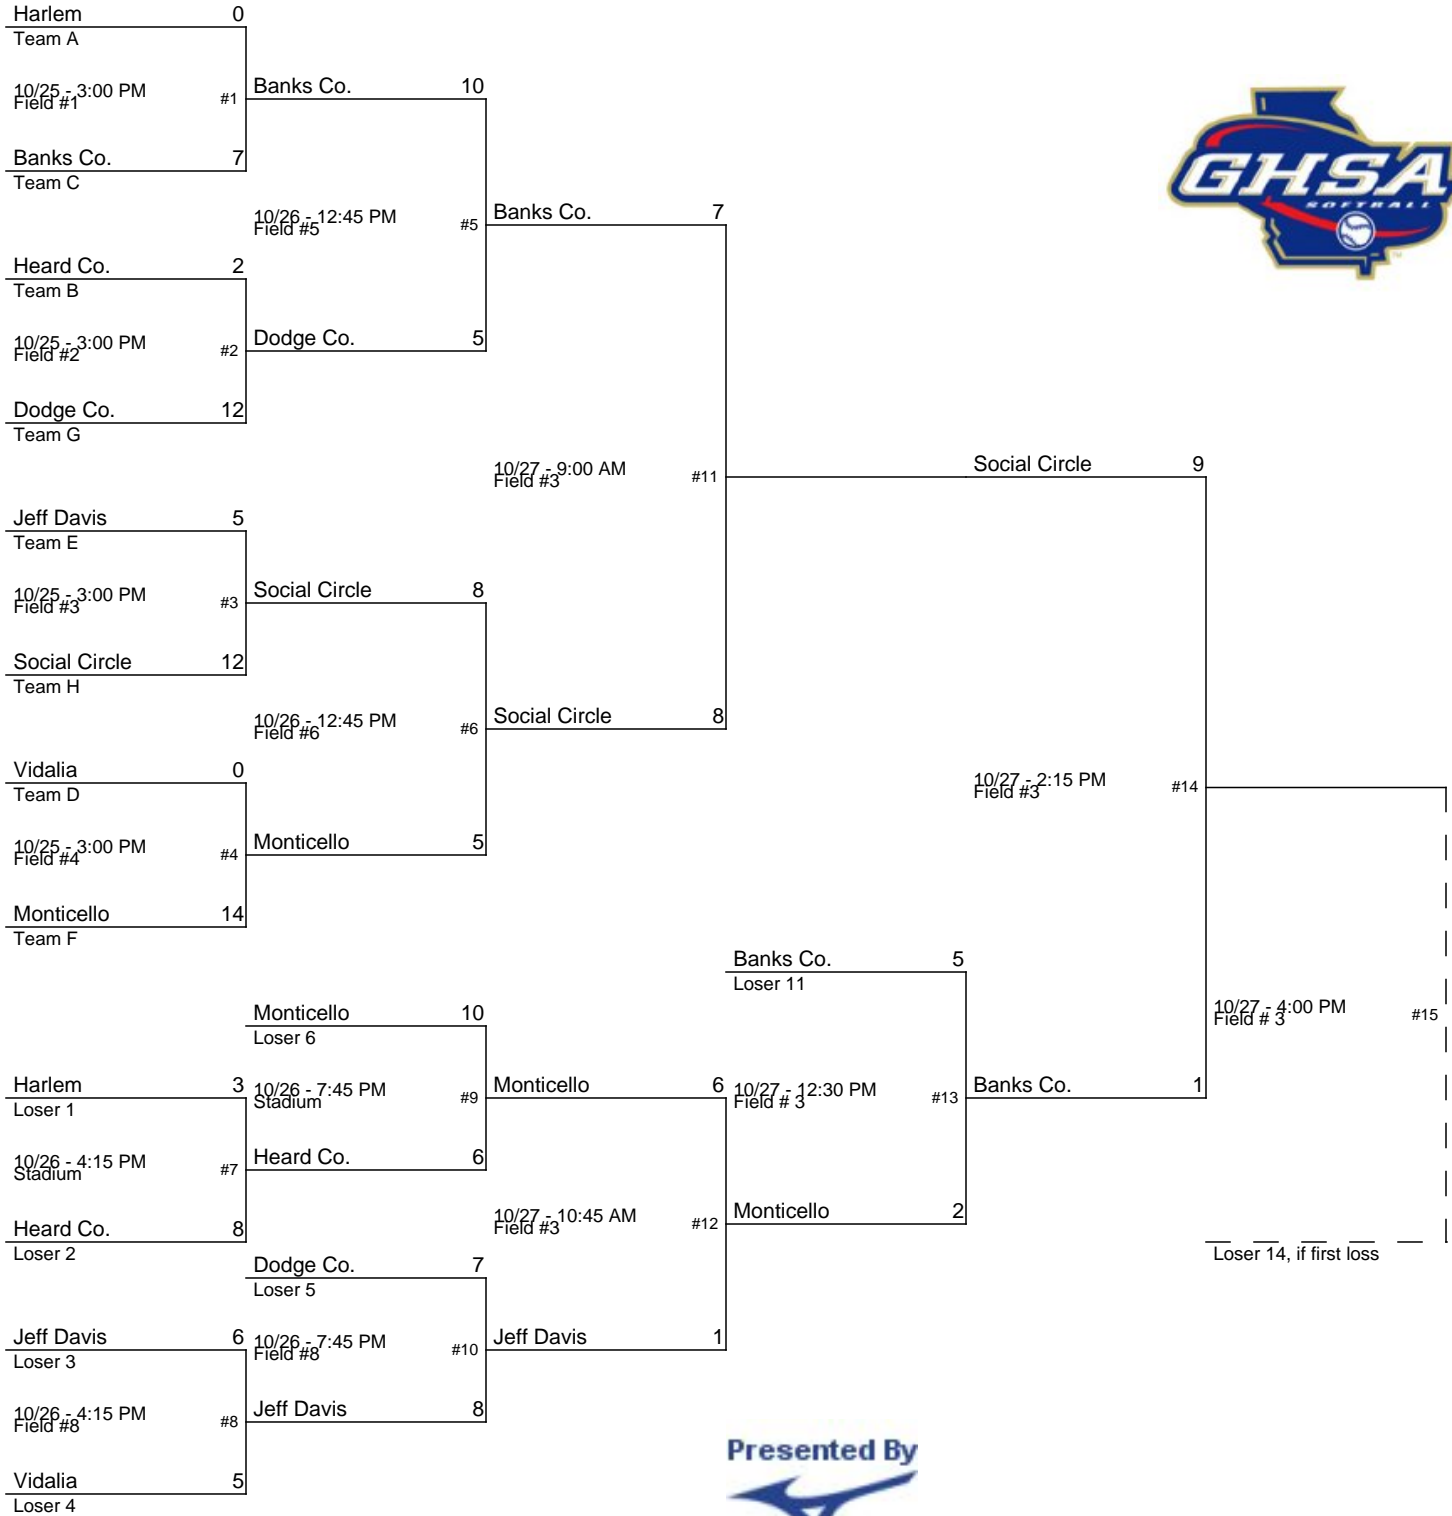 Harlem 0
Team A
10/25 - 3:00 PM
Field #1
#1
Banks Co. 10
Banks Co. 7
Team C
10/26 - 12:45 PM
Field #5
#5
Banks Co. 7
Heard Co. 2
Team B
10/25 - 3:00 PM
Field #2
#2
Dodge Co. 5
Dodge Co. 12
Team G
10/27 - 9:00 AM
Field #3
#11
Social Circle 9
Jeff Davis 5
Team E
10/25 - 3:00 PM
Field #3
#3
Social Circle 8
Social Circle 12
Team H
10/26 - 12:45 PM
Field #6
#6
Social Circle 8
Vidalia 0
Team D
10/25 - 3:00 PM
Field #4
#4
Monticello 5
Monticello 14
Team F
10/27 - 2:15 PM
Field #3
#14
Banks Co. 5
Loser 11
Monticello 10
Loser 6
10/27 - 4:00 PM
Field # 3
#15
Harlem 3
Loser 1
10/26 - 7:45 PM
Stadium
#9
Monticello 6
10/27 - 12:30 PM
Field # 3
#13
Banks Co. 1
10/26 - 4:15 PM
Stadium
#7
Heard Co. 6
Heard Co. 8
Loser 2
10/27 - 10:45 AM
Field #3
#12
Monticello 2
Loser 14, if first loss
Dodge Co. 7
Loser 5
Jeff Davis 6
Loser 3
10/26 - 7:45 PM
Field #8
#10
Jeff Davis 1
10/26 - 4:15 PM
Field #8
#8
Jeff Davis 8
Vidalia 5
Loser 4
GHSA
SOFTBALL
TM
Presented By